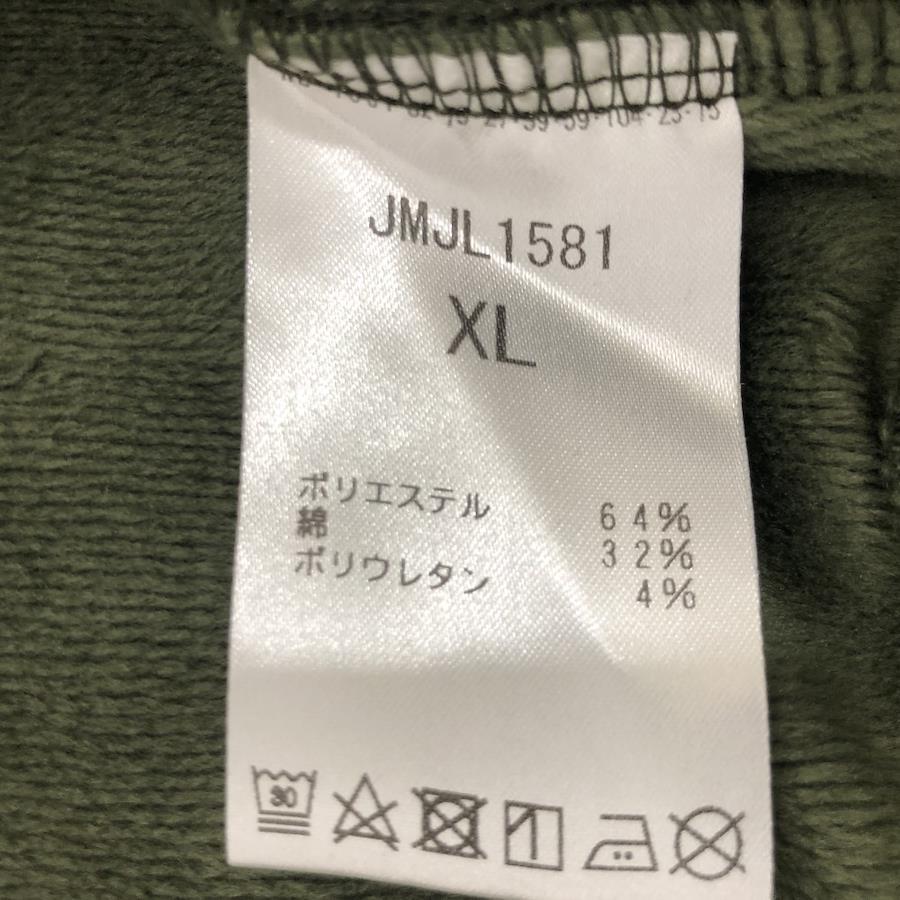 JMJL1581
XL
ポリエステル 64%
綿 32%
ポリウレタン 4%
30